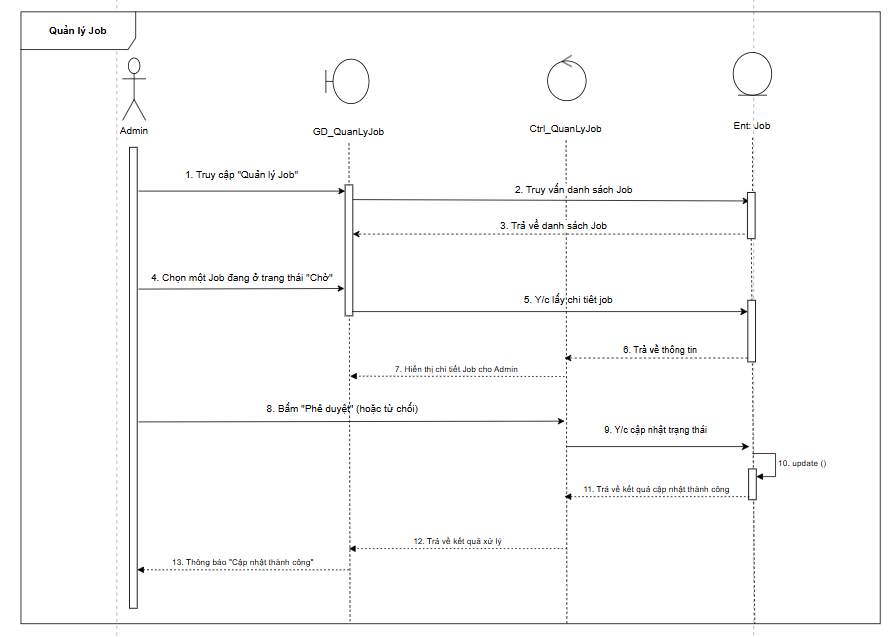 Quản lý Job
Admin
GD_QuanLyJob
Ctrl_QuanLyJob
Ent: Job
1. Truy cập "Quản lý Job"
2. Truy vấn danh sách Job
3. Trả về danh sách Job
4. Chọn một Job đang ở trang thái "Chờ"
5. Y/c lấy chi tiết job
6. Trả về thông tin
7. Hiển thị chi tiết Job cho Admin
8. Bấm "Phê duyệt" (hoặc từ chối)
9. Y/c cập nhật trạng thái
10. update ()
11. Trả về kết quả cập nhật thành công
12. Trả về kết quả xử lý
13. Thông báo "Cập nhật thành công"